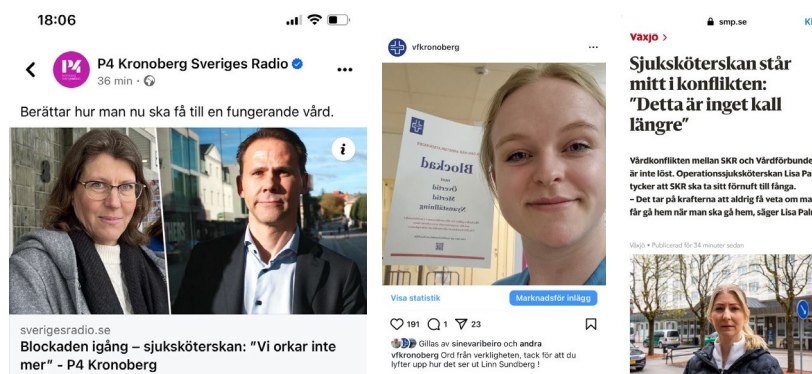 18:06
P4 Kronoberg Sveriges Radio
36 min
Berättar hur man nu ska få till en fungerande vård.
sverigesradio.se
Blockaden igång – sjuksköterskan: ”Vi orkar inte
mer” - P4 Kronoberg
vfkronoberg
Blockad
mot
Övertid
Mertid
Nyanställning
Visa statistik
Marknadsför inlägg
191
1
23
Gillas av sinevaribeiro och andra
vfkronoberg Ord från verkligheten, tack för att du
lyfter upp hur det ser ut Linn Sundberg !
smp.se
Växjö >
Sjuksköterskan står
mitt i konflikten:
”Detta är inget kall
längre”
Vårdkonflikten mellan SKR och Vårdförbunde
är inte löst. Operationssjuksköterskan Lisa Pa
tycker att SKR ska ta sitt förnuft till fånga.
– Det tar på krafterna att aldrig få veta om ma
får gå hem när man ska gå hem, säger Lisa Pal
Växjö • Publicerad för 34 minuter sedan